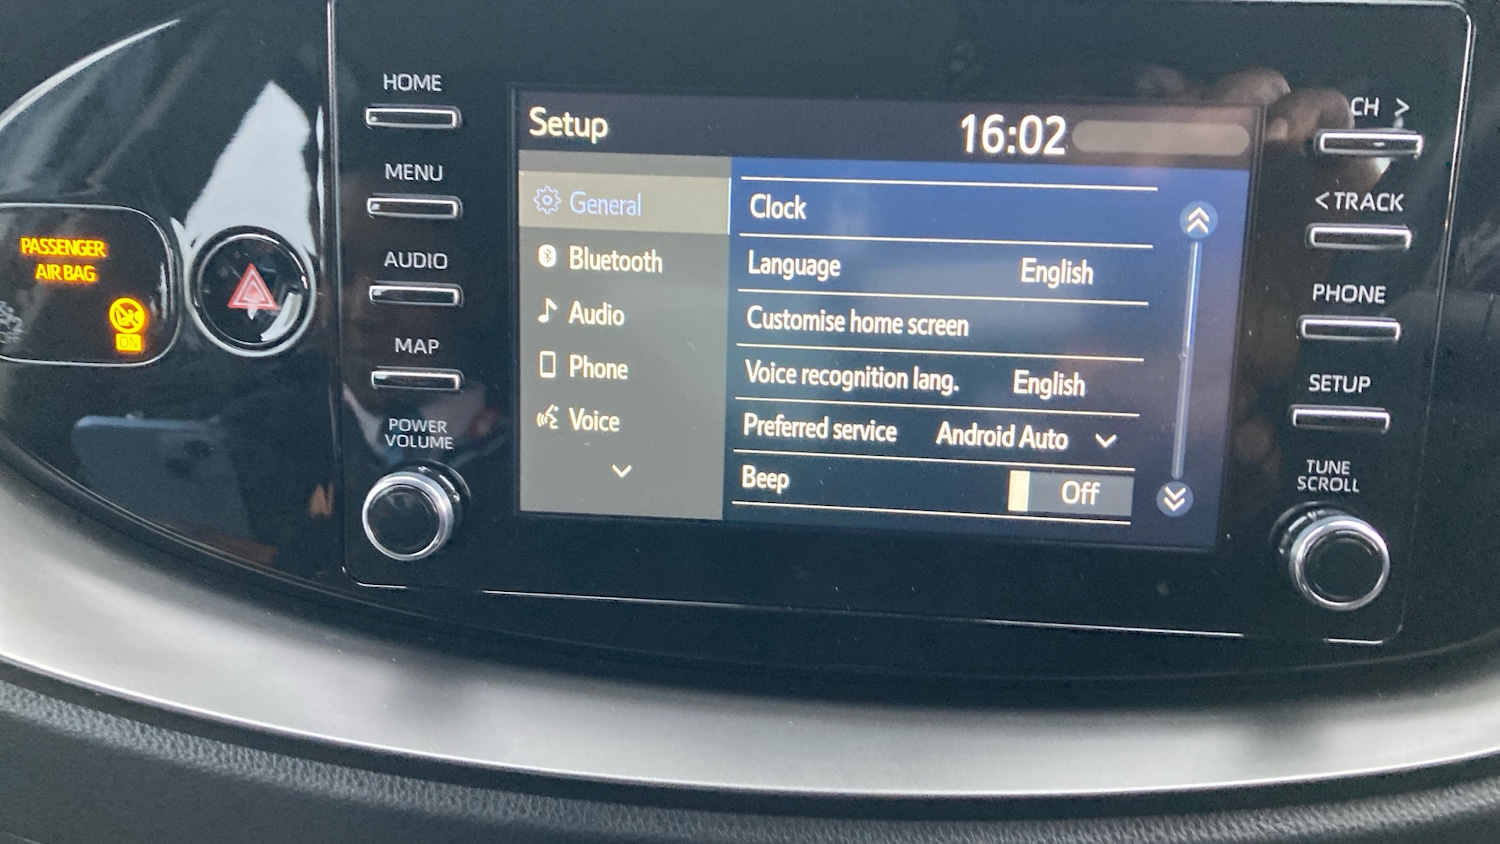 HOME
MENU
AUDIO
MAP
POWER
VOLUME
PASSENGER
AIR BAG
ON
Setup
16:02
General
Bluetooth
Audio
Phone
Voice
Clock
Language English
Customise home screen
Voice recognition lang. English
Preferred service Android Auto
Beep Off
CH >
< TRACK
PHONE
SETUP
TUNE
SCROLL